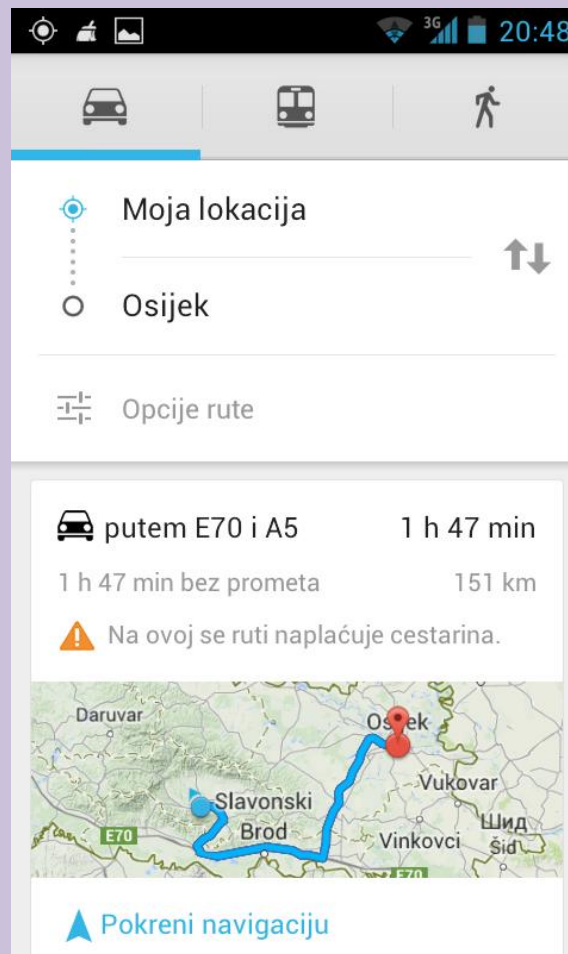 3G 20:48
Moja lokacija
Osijek
Opcije rute
putem E70 i A5 1 h 47 min
1 h 47 min bez prometa 151 km
Na ovoj se ruti naplaćuje cestarina.
Daruvar
Osijek
Vukovar
Slavonski
Brod
Шид
Šid
E70
Vinkovci
E70
Pokreni navigaciju